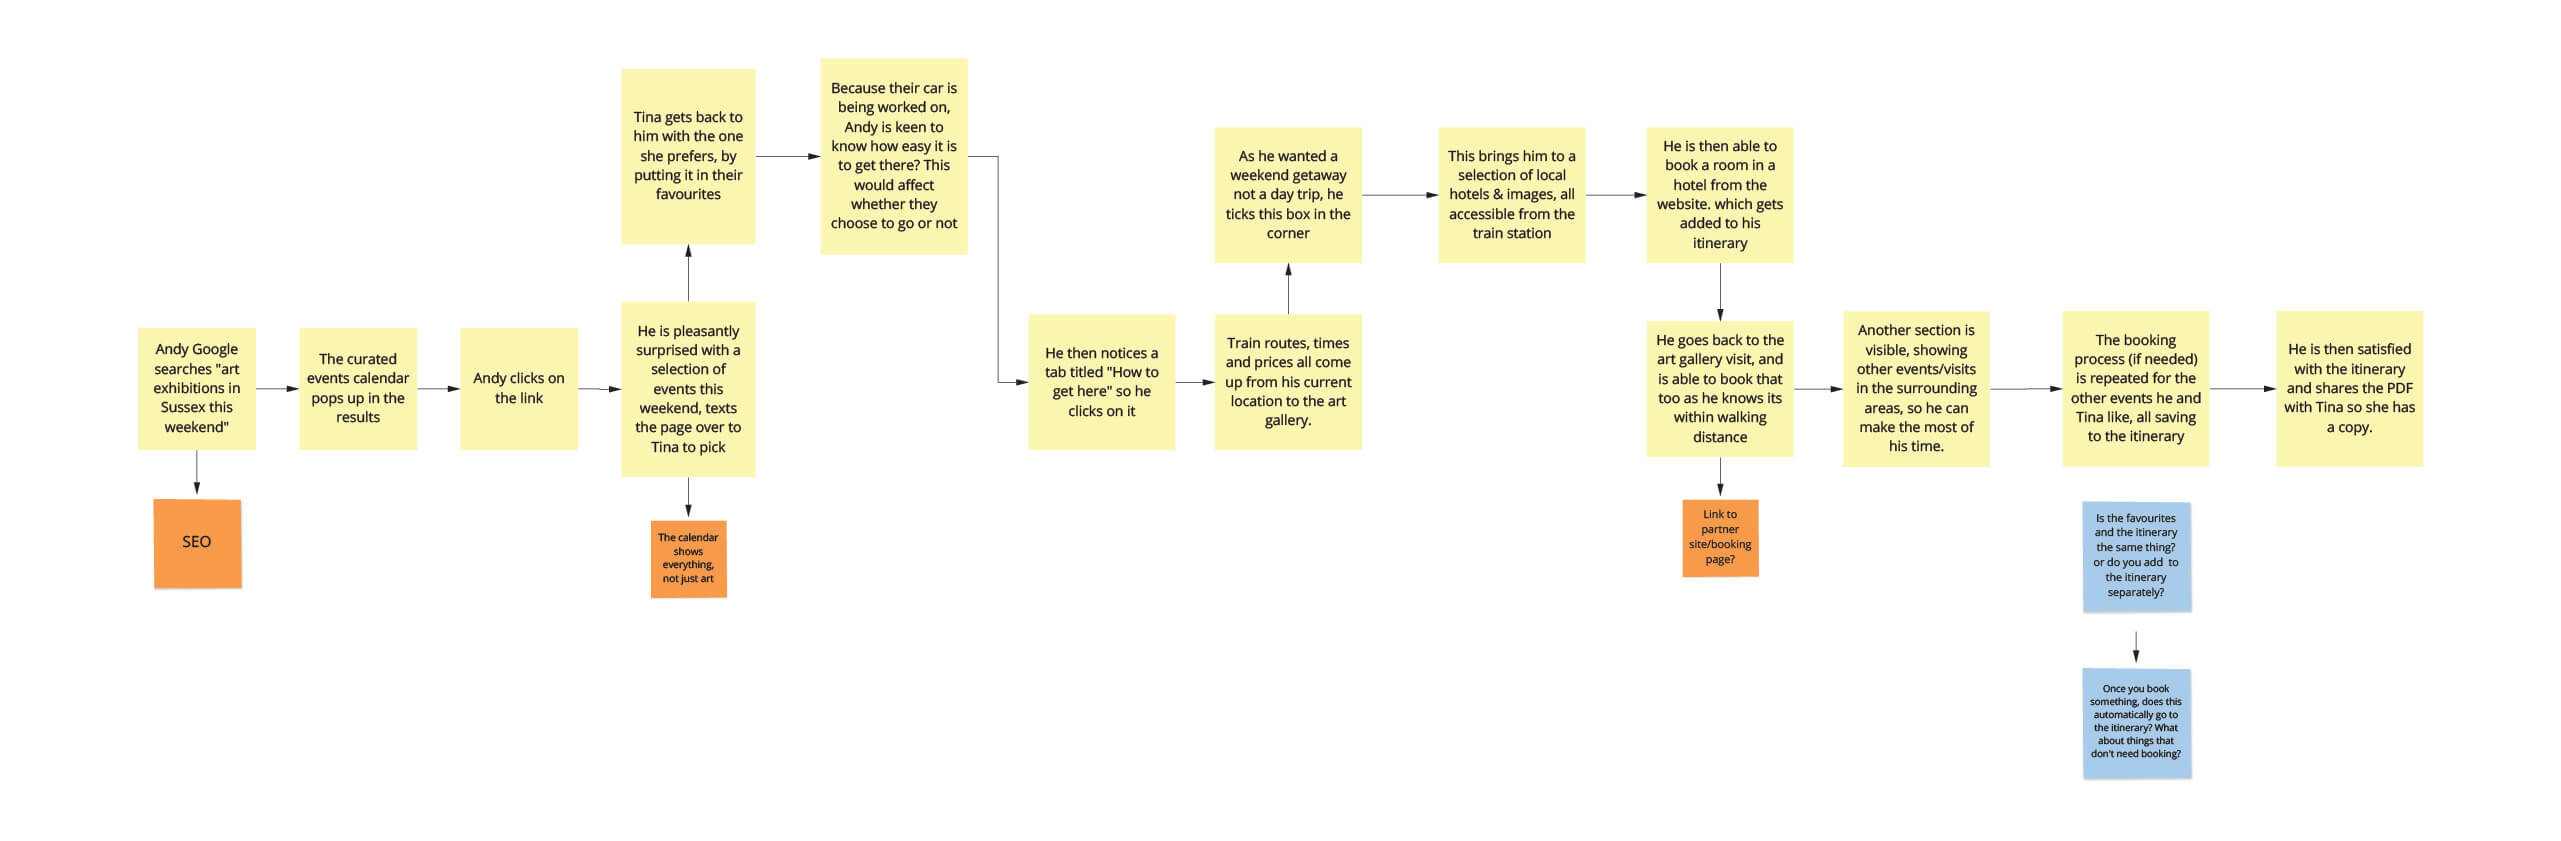 Andy Google
searches "art
exhibitions in
Sussex this
weekend"
SEO
The curated
events calendar
pops up in the
results
Andy clicks on
the link
He is pleasantly
surprised with a
selection of
events this
weekend, texts
the page over to
Tina to pick
The calendar
shows
everything,
not just art
Tina gets back to
him with the one
she prefers, by
putting it in their
favourites
Because their car is
being worked on,
Andy is keen to
know how easy it is
to get there? This
would affect
whether they
choose to go or not
He then notices a
tab titled "How to
get here" so he
clicks on it
Train routes, times
and prices all come
up from his current
location to the art
gallery.
As he wanted a
weekend getaway
not a day trip, he
ticks this box in the
corner
This brings him to a
selection of local
hotels & images, all
accessible from the
train station
He is then able to
book a room in a
hotel from the
website. which gets
added to his
itinerary
He goes back to the
art gallery visit, and
is able to book that
too as he knows its
within walking
distance
Link to
partner
site/booking
page?
Another section is
visible, showing
other events/visits
in the surrounding
areas, so he can
make the most of
his time.
The booking
process (if needed)
is repeated for the
other events he and
Tina like, all saving
to the itinerary
Is the favourites
and the itinerary
the same thing?
or do you add to
the itinerary
separately?
Once you book
something, does this
automatically go to
the itinerary? What
about things that
don't need booking?
He is then satisfied
with the itinerary
and shares the PDF
with Tina so she has
a copy.